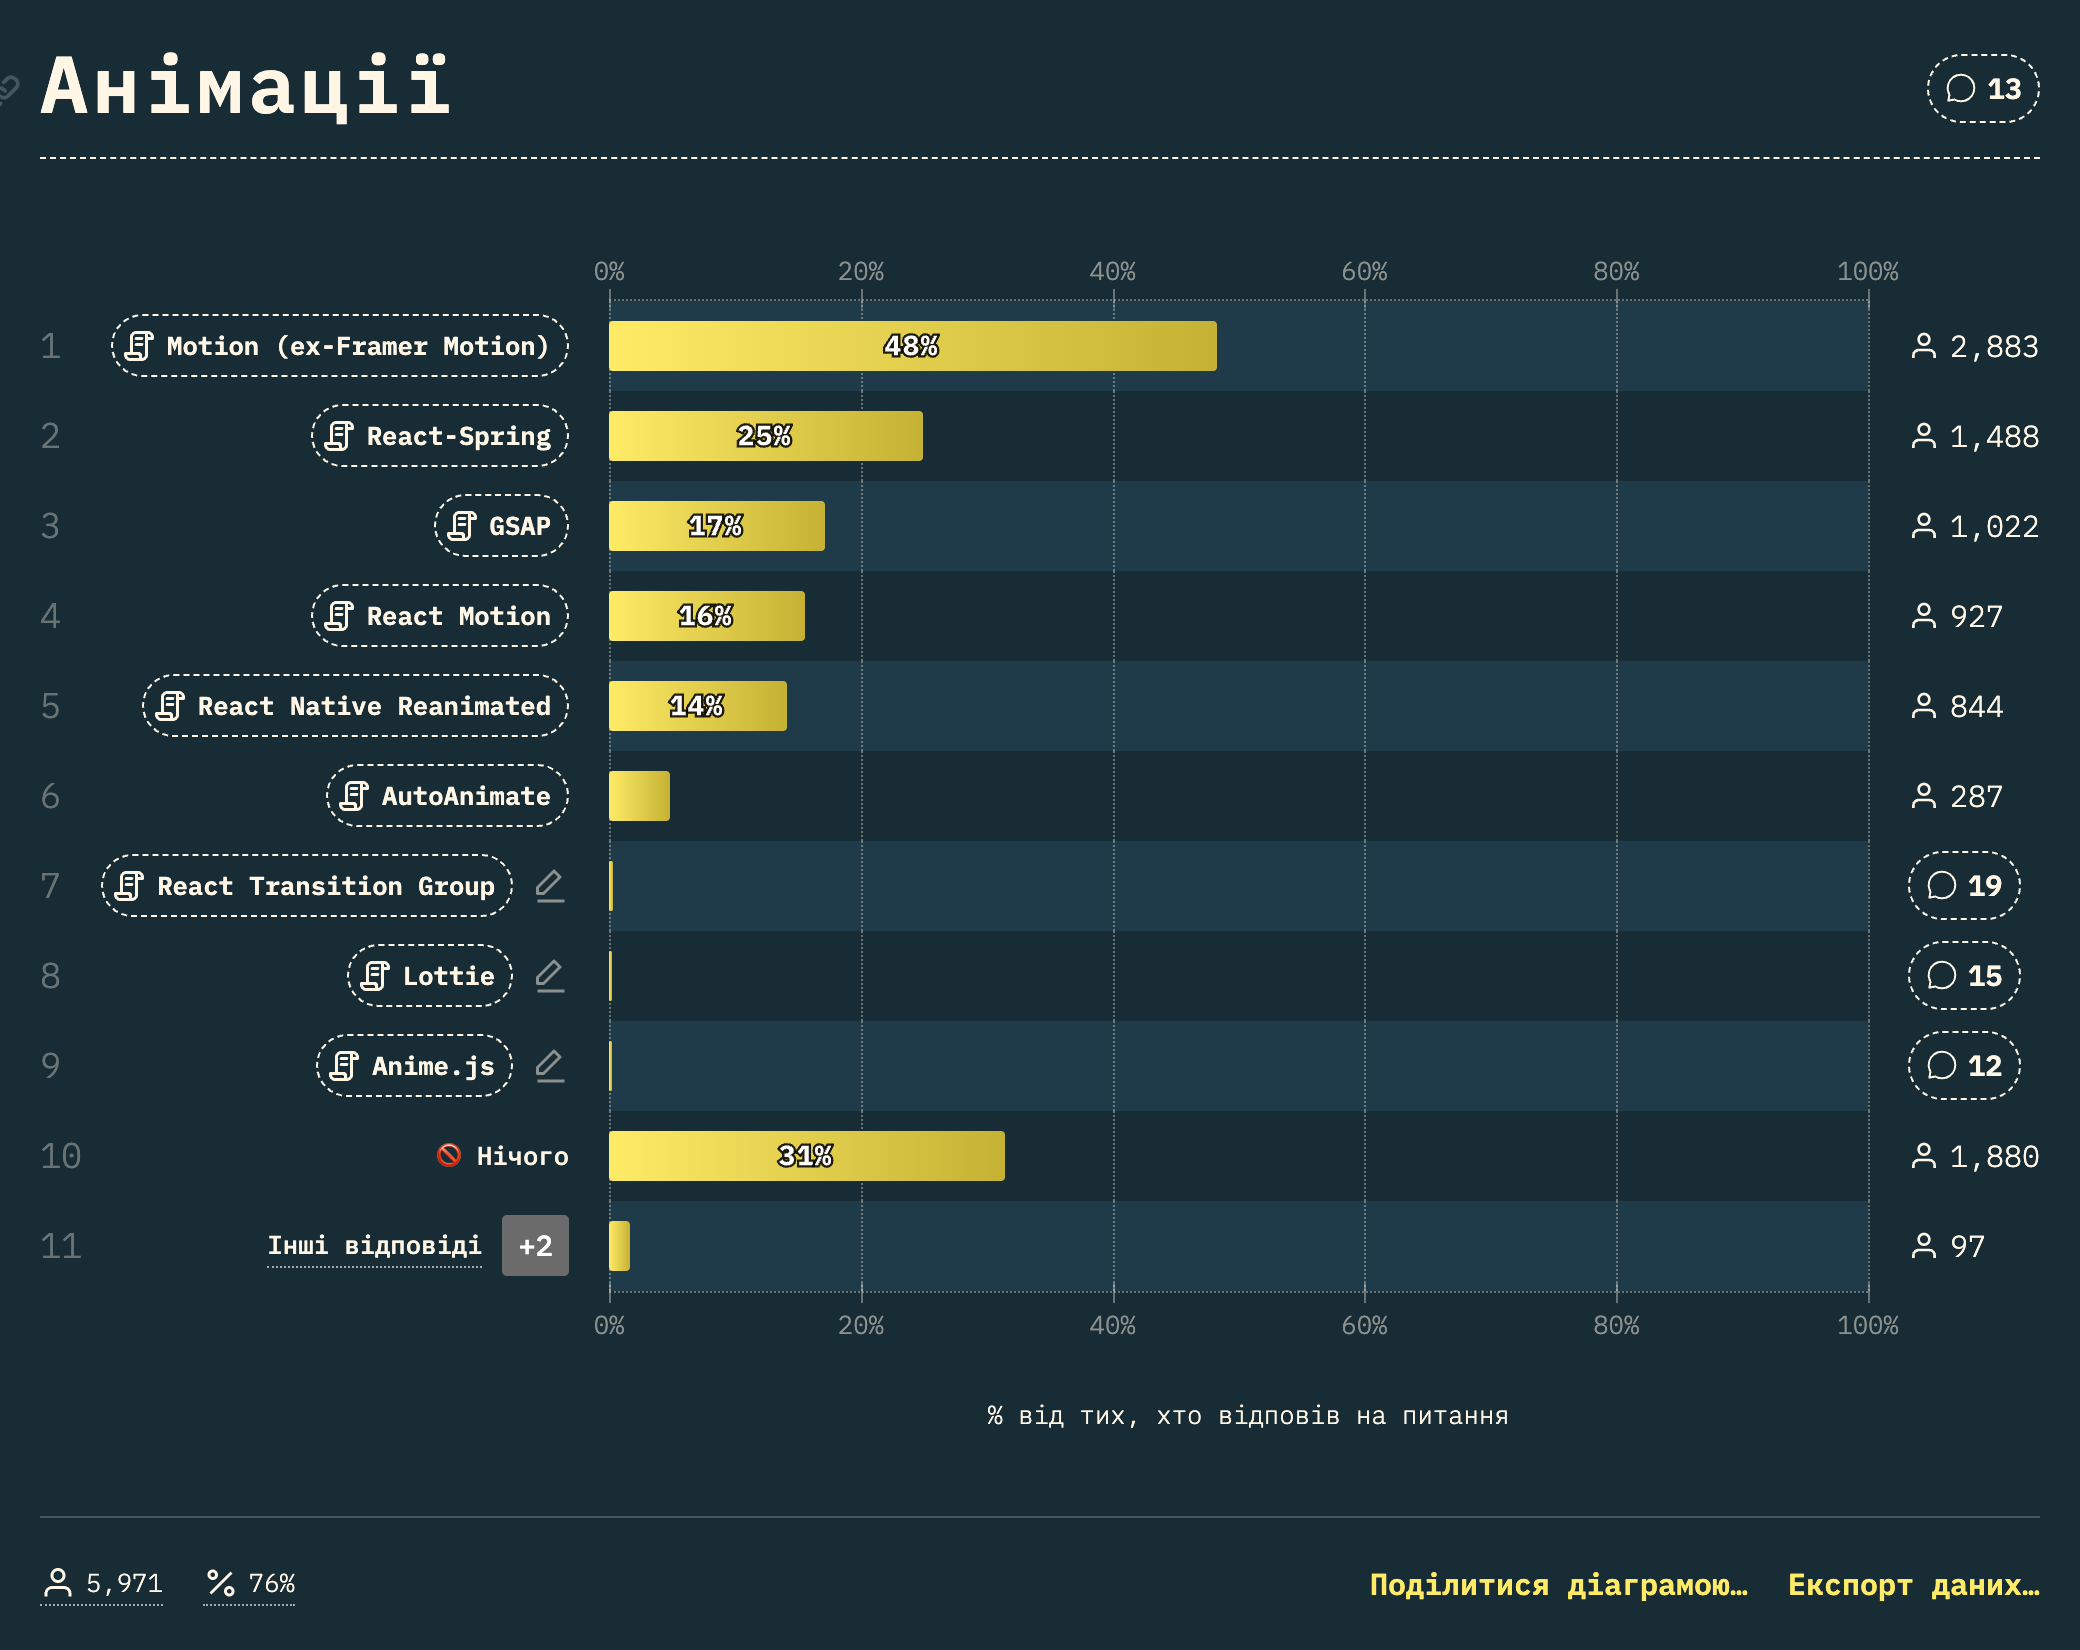 Анімації
13
0% 20% 40% 60% 80% 100%
1 Motion (ex-Framer Motion) 48% 2,883
2 React-Spring 25% 1,488
3 GSAP 17% 1,022
4 React Motion 16% 927
5 React Native Reanimated 14% 844
6 AutoAnimate 287
7 React Transition Group 19
8 Lottie 15
9 Anime.js 12
10 Нічого 31% 1,880
11 Інші відповіді +2 97
0% 20% 40% 60% 80% 100%
% від тих, хто відповів на питання
5,971 76% Поділитися діаграмою… Експорт даних…